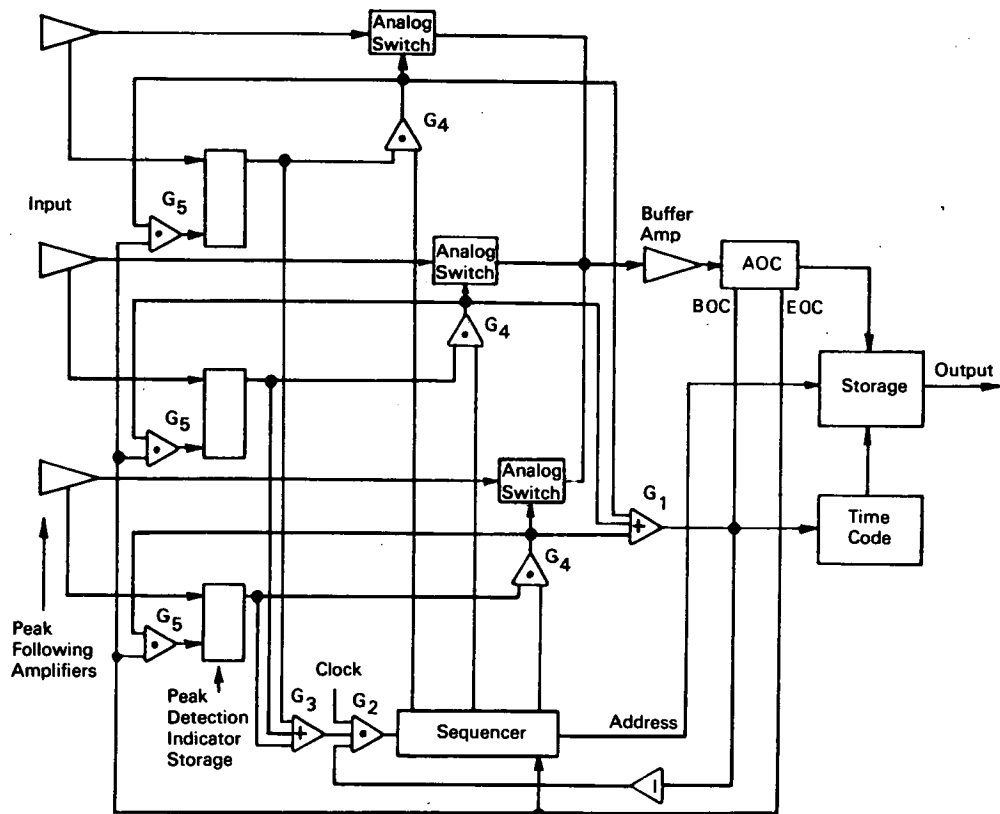 Analog
Switch
G4
Input
G5
Buffer
Amp
Analog
Switch
AOC
BOC
EOC
G4
Storage
Output
G5
Analog
Switch
G1
Time
Code
G4
Peak
Following
Amplifiers
G5
Peak
Detection
Indicator
Storage
Clock
G3
G2
Sequencer
Address